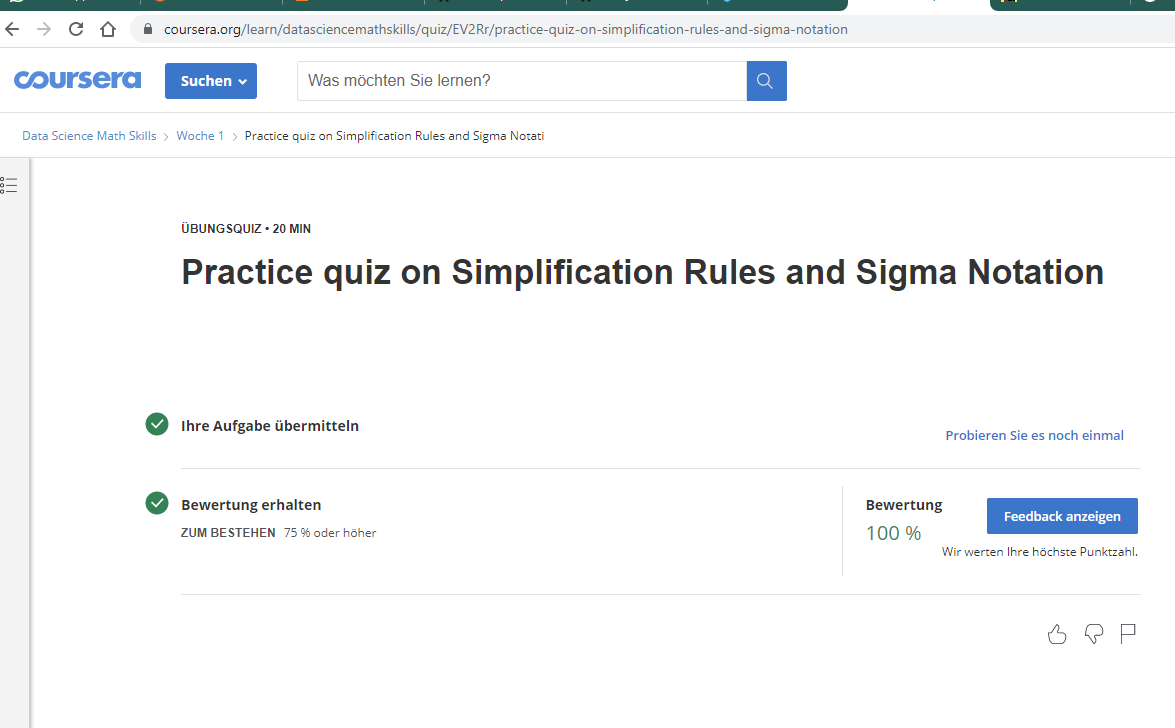 coursera.org/learn/datasciencemathskills/quiz/EV2Rr/practice-quiz-on-simplification-rules-and-sigma-notation
coursera Suchen Was möchten Sie lernen?
Data Science Math Skills > Woche 1 > Practice quiz on Simplification Rules and Sigma Notati
ÜBUNGSQUIZ • 20 MIN
Practice quiz on Simplification Rules and Sigma Notation
Ihre Aufgabe übermitteln
Probieren Sie es noch einmal
Bewertung erhalten
ZUM BESTEHEN 75 % oder höher
Bewertung
100 %
Feedback anzeigen
Wir werten Ihre höchste Punktzahl.